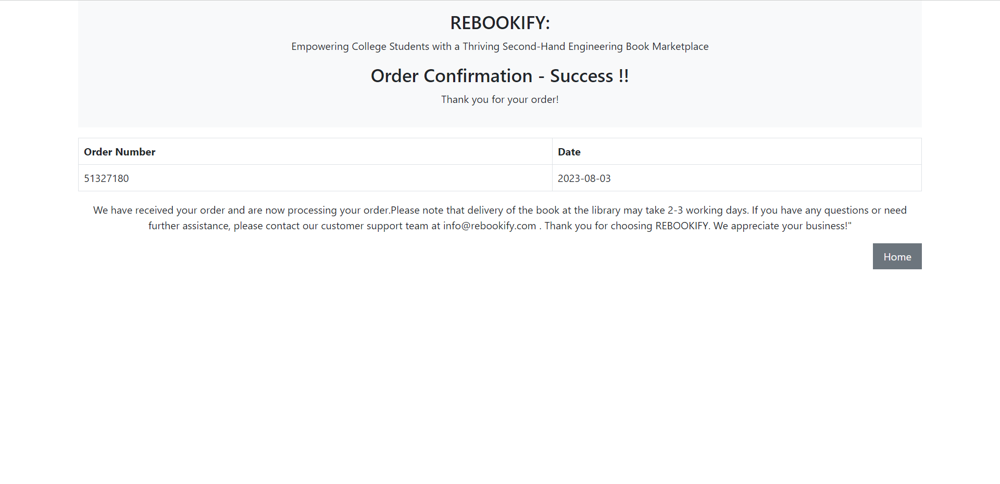 REBOOKIFY:
Empowering College Students with a Thriving Second-Hand Engineering Book Marketplace
Order Confirmation - Success !!
Thank you for your order!
Order Number Date
51327180 2023-08-03
We have received your order and are now processing your order.Please note that delivery of the book at the library may take 2-3 working days. If you have any questions or need
further assistance, please contact our customer support team at info@rebookify.com . Thank you for choosing REBOOKIFY. We appreciate your business!"
Home